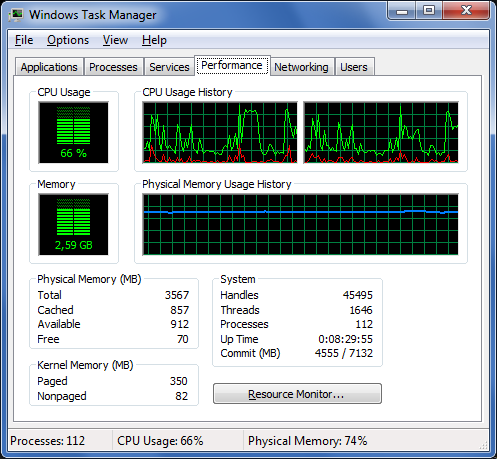 Windows Task Manager
File Options View Help
Applications Processes Services Performance Networking Users
CPU Usage
66 %
CPU Usage History
Memory
2,59 GB
Physical Memory Usage History
Physical Memory (MB)
Total 3567
Cached 857
Available 912
Free 70
Kernel Memory (MB)
Paged 350
Nonpaged 82
System
Handles 45495
Threads 1646
Processes 112
Up Time 0:08:29:55
Commit (MB) 4555 / 7132
Resource Monitor...
Processes: 112 CPU Usage: 66% Physical Memory: 74%